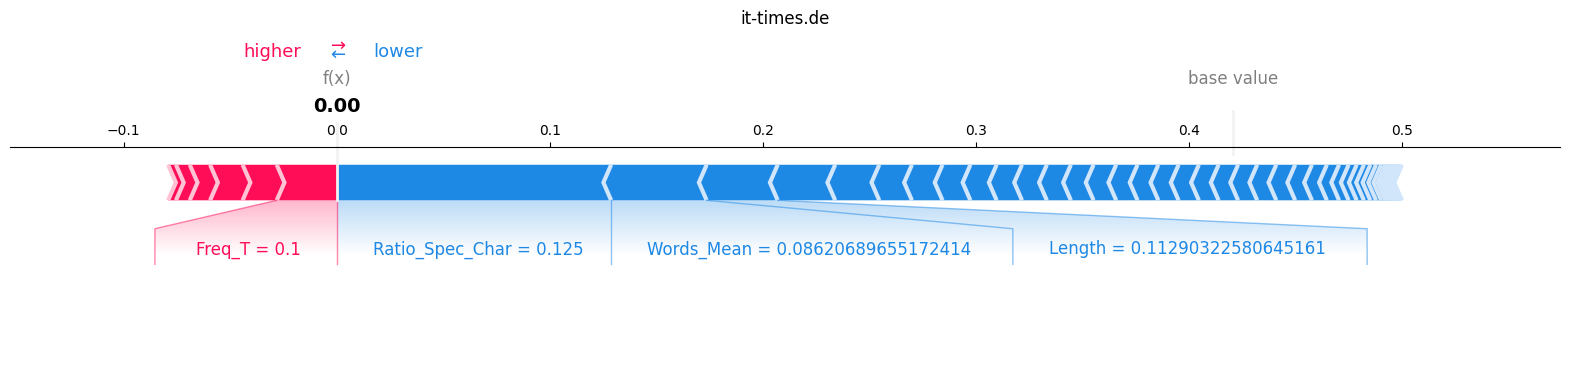 it-times.de
higher ⇄ lower
f(x) base value
0.00
−0.1 0.0 0.1 0.2 0.3 0.4 0.5
Freq_T = 0.1 Ratio_Spec_Char = 0.125 Words_Mean = 0.08620689655172414 Length = 0.11290322580645161